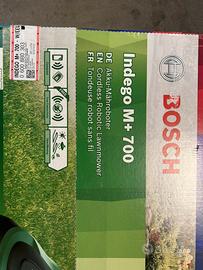 BOSCH
Indego M+ 700
DE Akku-Mähroboter
EN Cordless Robotic Lawnmower
FR Tondeuse robot sans fil